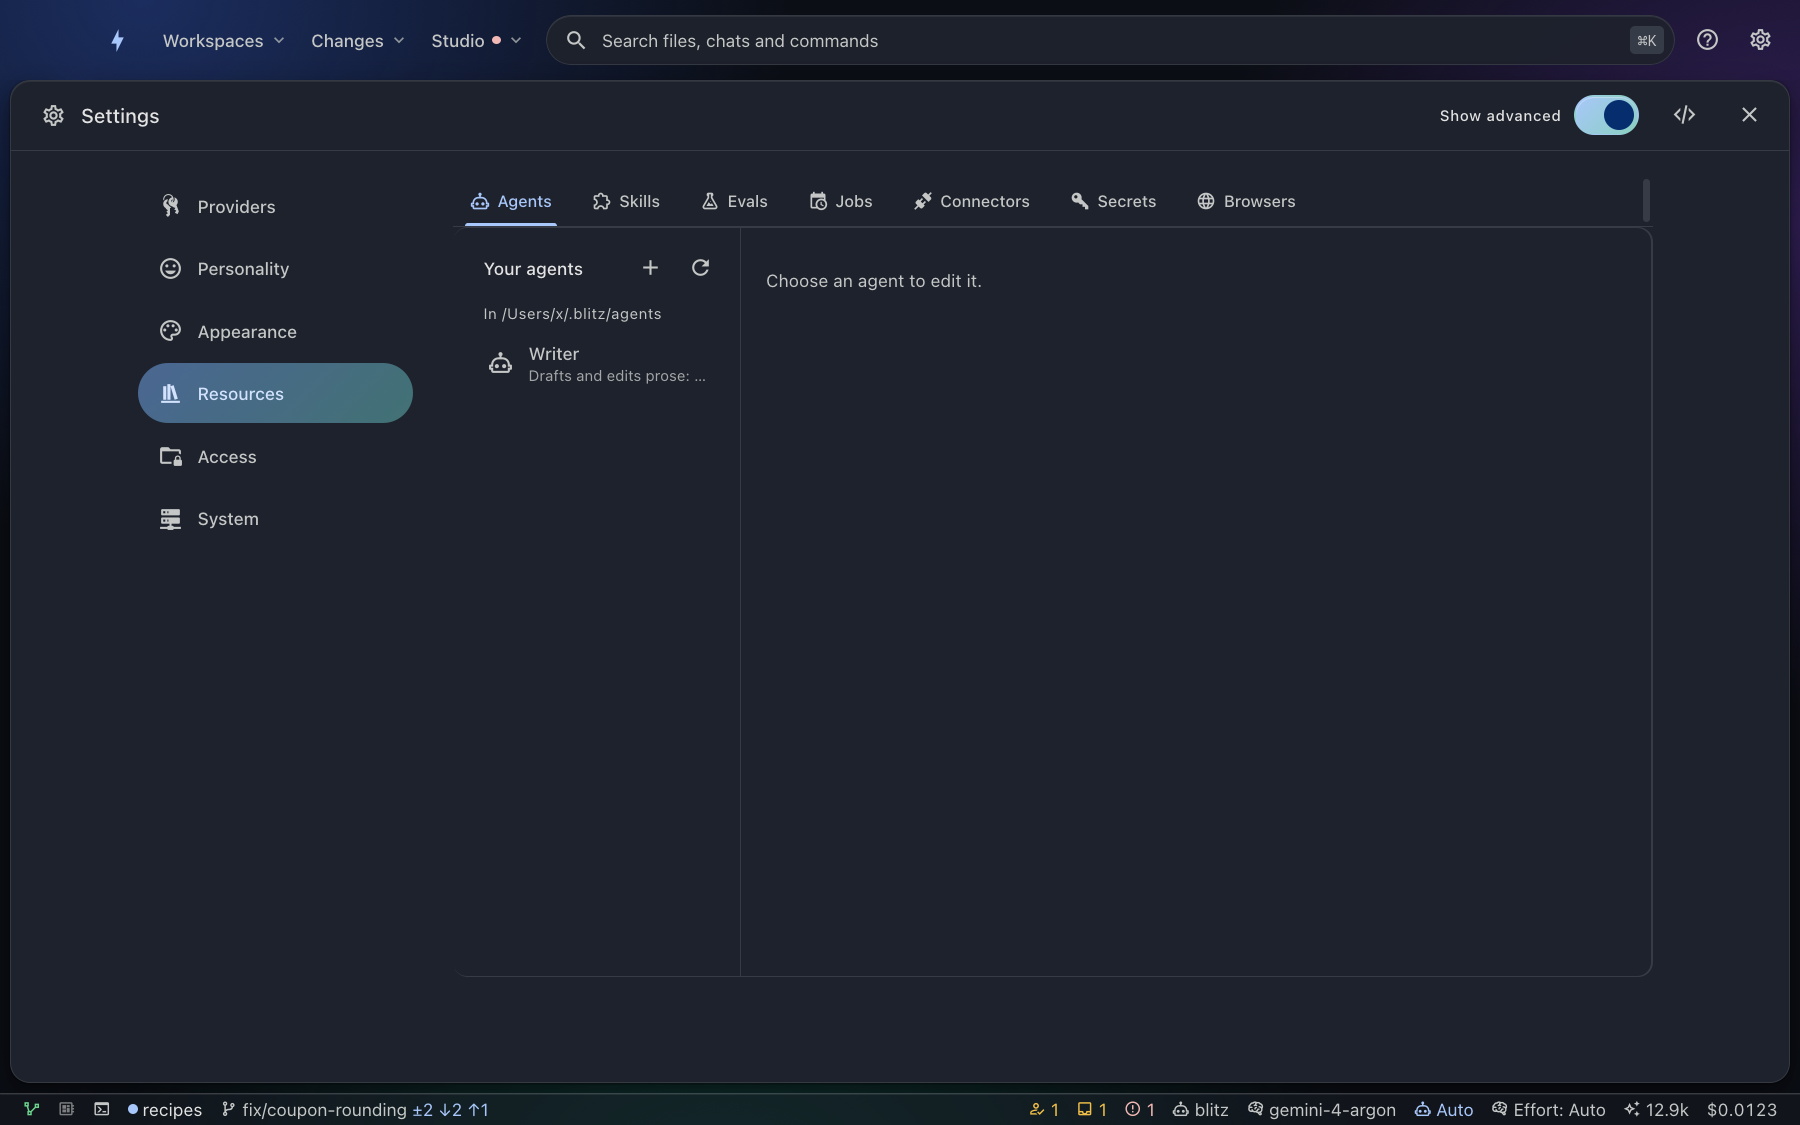 Workspaces Changes Studio Search files, chats and commands ⌘K
Settings Show advanced
Providers
Personality
Appearance
Resources
Access
System
Agents Skills Evals Jobs Connectors Secrets Browsers
Your agents
In /Users/x/.blitz/agents
Writer
Drafts and edits prose: ...
Choose an agent to edit it.
recipes fix/coupon-rounding ±2 ↓2 ↑1 1 1 1 blitz gemini-4-argon Auto Effort: Auto 12.9k $0.0123